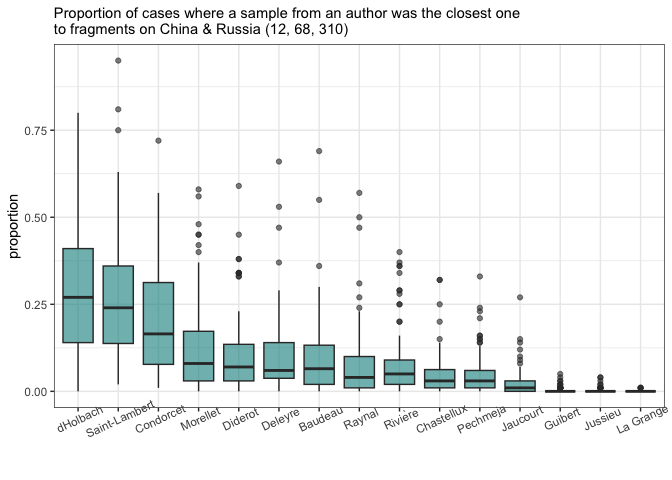 Proportion of cases where a sample from an author was the closest one
to fragments on China & Russia (12, 68, 310)
proportion
0.75
0.50
0.25
0.00
dHolbach
Saint-Lambert
Condorcet
Morellet
Diderot
Deleyre
Baudeau
Raynal
Riviere
Chastellux
Pechmeja
Jaucourt
Guibert
Jussieu
La Grange